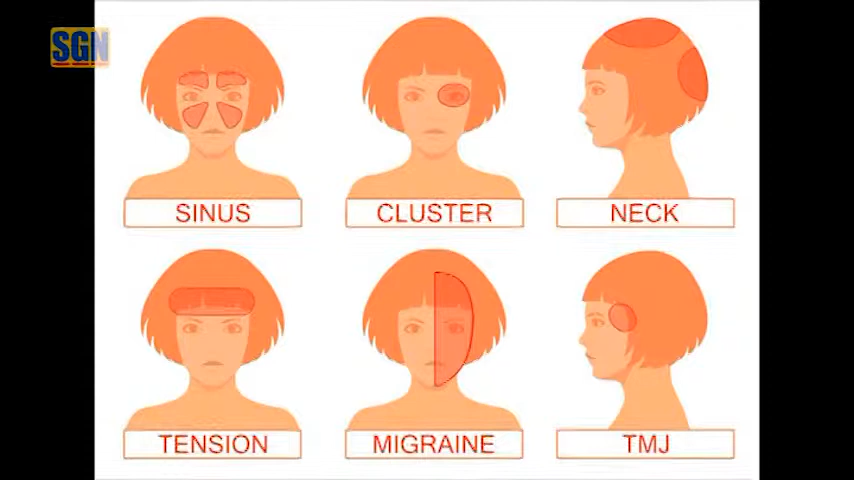 SGN
SINUS
CLUSTER
NECK
TENSION
MIGRAINE
TMJ